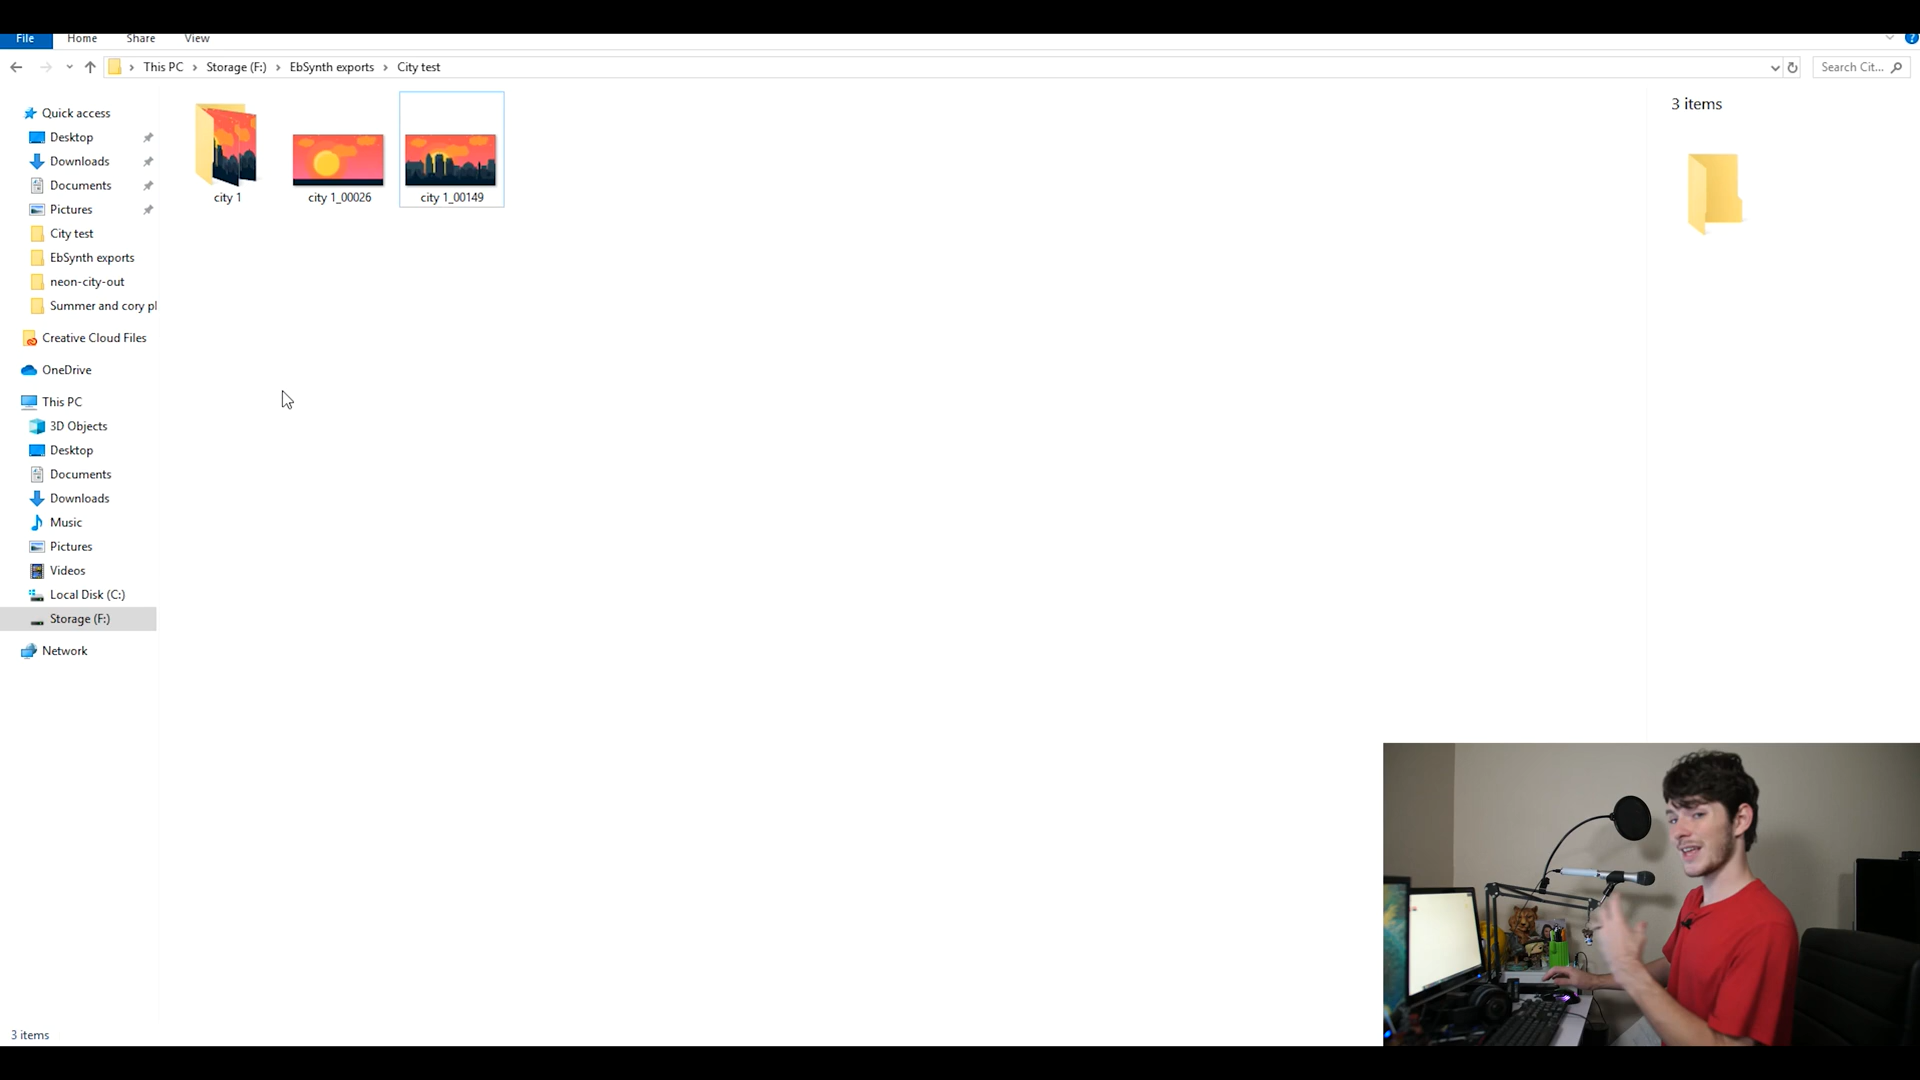 File Home Share View
This PC Storage (F:) EbSynth exports City test
Search Cit...
Quick access
Desktop
Downloads
Documents
Pictures
City test
EbSynth exports
neon-city-out
Summer and cory pl
Creative Cloud Files
OneDrive
This PC
3D Objects
Desktop
Documents
Downloads
Music
Pictures
Videos
Local Disk (C:)
Storage (F:)
Network
city 1
city 1_00026
city 1_00149
3 items
3 items